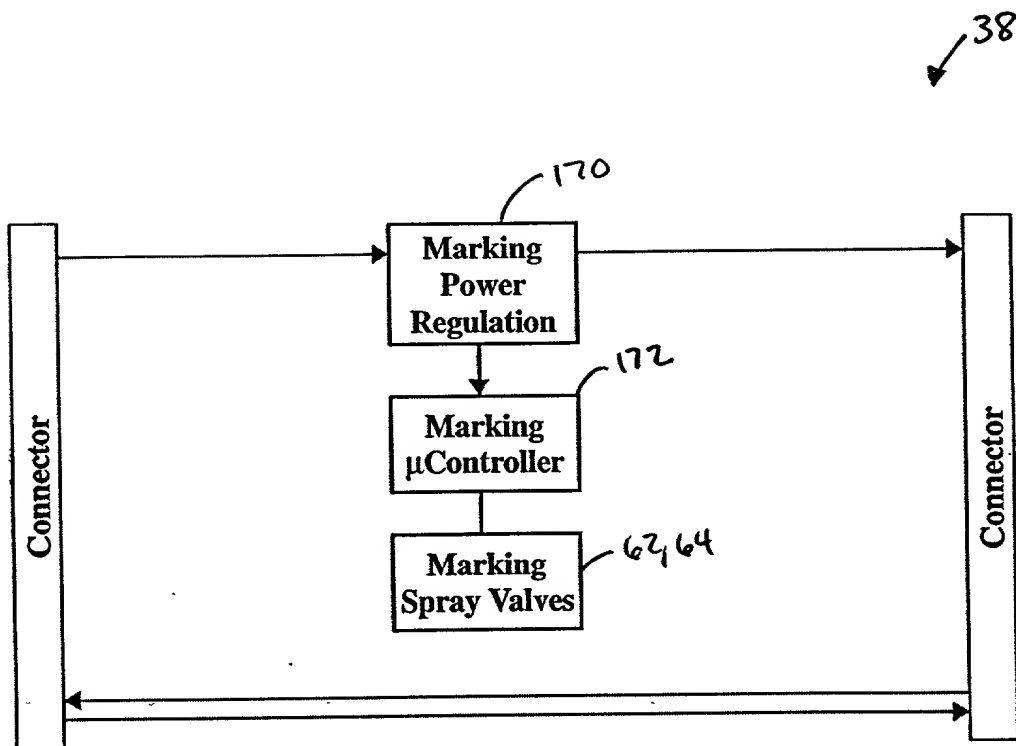 38
170
Marking
Power
Regulation
172
Marking
μController
62,64
Marking
Spray Valves
Connector
Connector